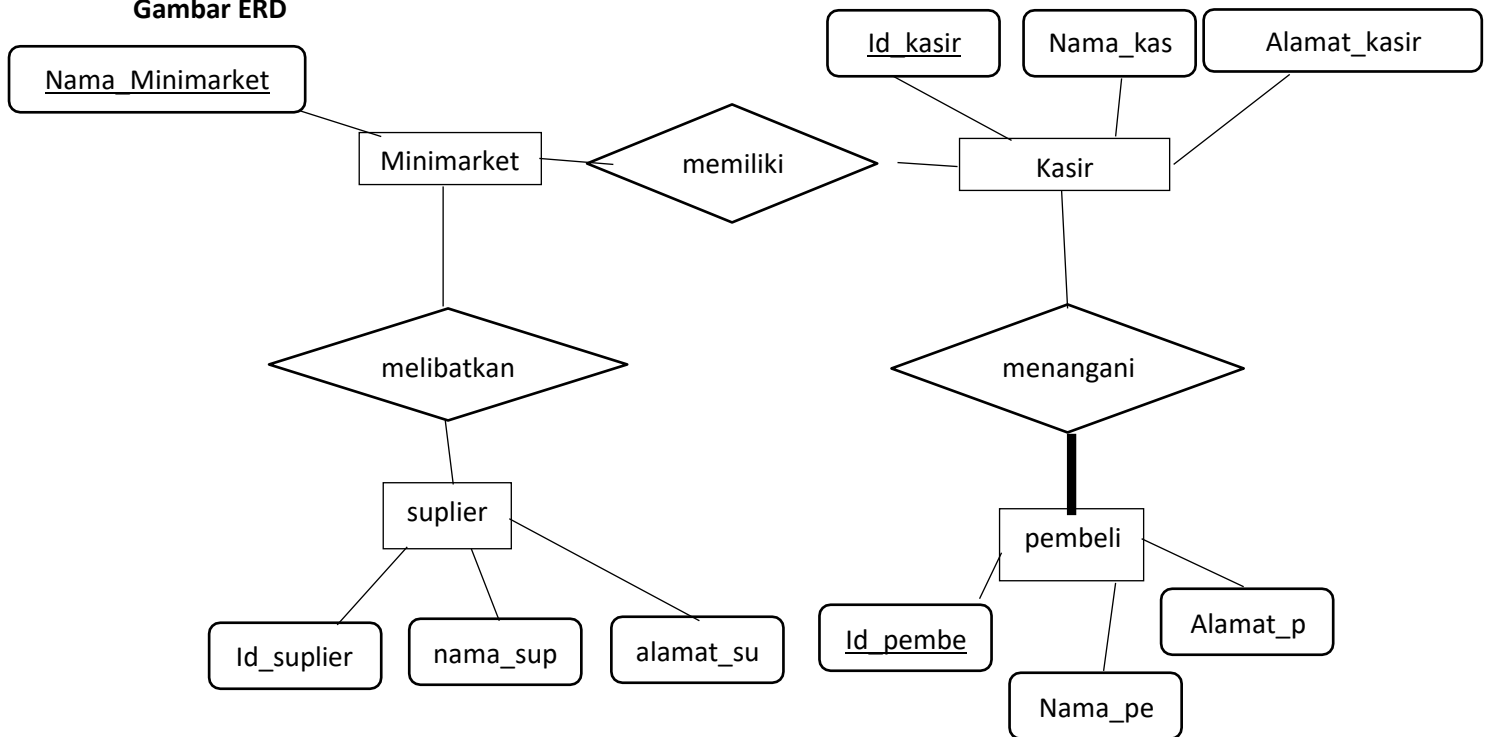 Gambar ERD
Nama_Minimarket
Id_kasir
Nama_kas
Alamat_kasir
Minimarket
memiliki
Kasir
melibatkan
menangani
suplier
pembeli
Id_suplier
nama_sup
alamat_su
Id_pembe
Nama_pe
Alamat_p